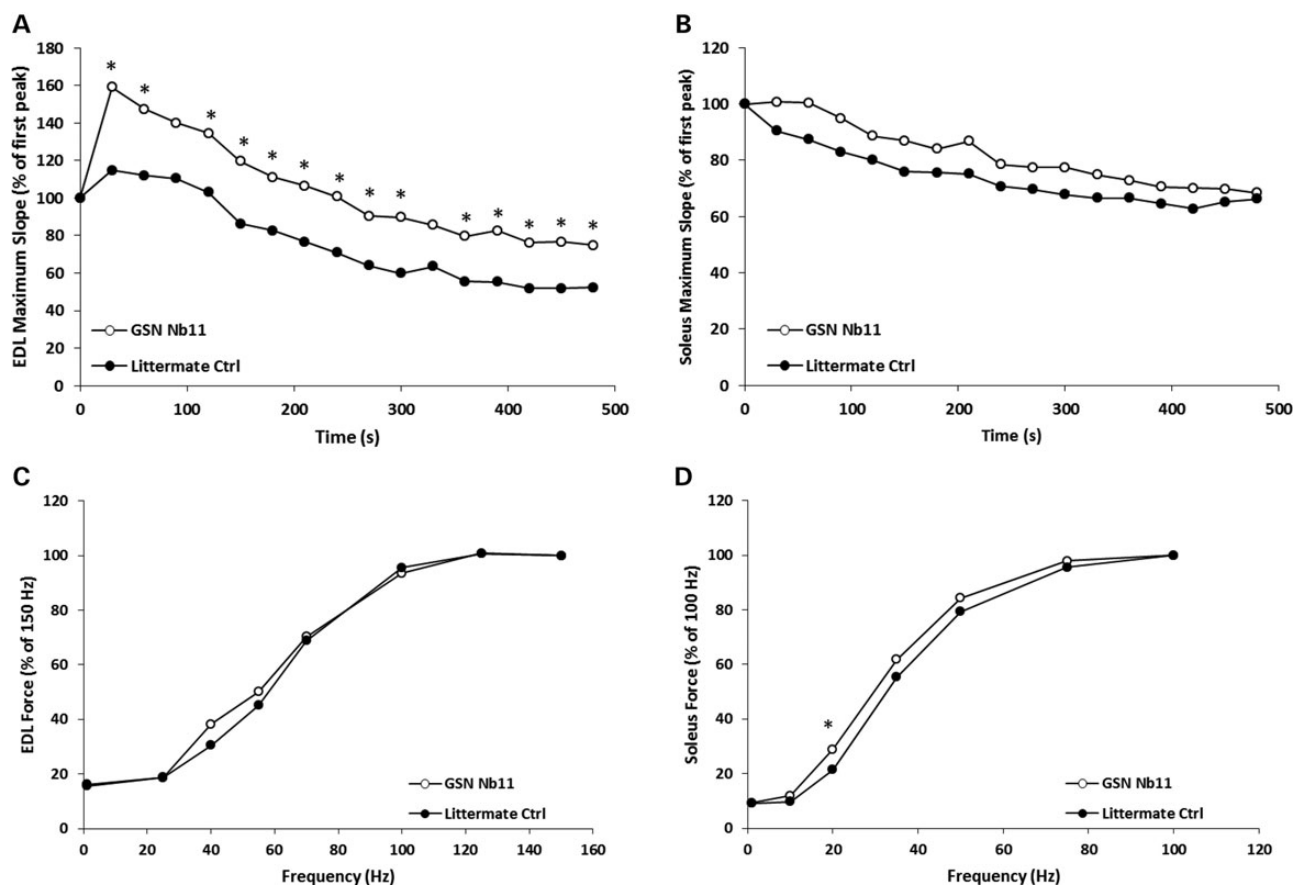 A
EDL Maximum Slope (% of first peak)
180
160
140
120
100
80
60
40
20
0
* * * * * * * * * * * * * *
GSN Nb11
Littermate Ctrl
0 100 200 300 400 500
Time (s)
B
Soleus Maximum Slope (% of first peak)
120
100
80
60
40
20
0
GSN Nb11
Littermate Ctrl
0 100 200 300 400 500
Time (s)
C
EDL Force (% of 150 Hz)
120
100
80
60
40
20
0
GSN Nb11
Littermate Ctrl
0 20 40 60 80 100 120 140 160
Frequency (Hz)
D
Soleus Force (% of 100 Hz)
120
100
80
60
40
20
0
*
GSN Nb11
Littermate Ctrl
0 20 40 60 80 100 120
Frequency (Hz)